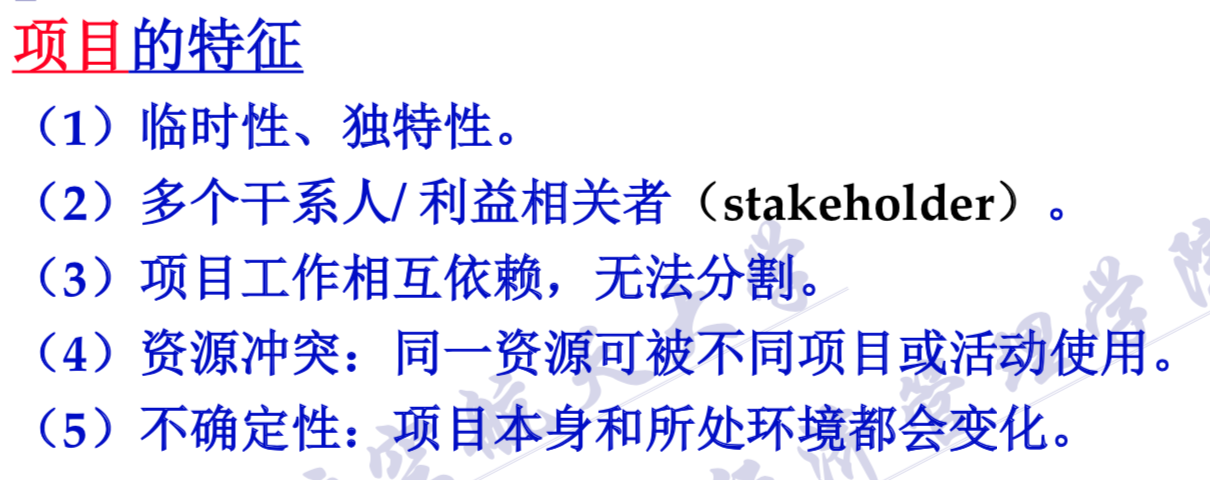 项目的特征
（1）临时性、独特性。
（2）多个干系人/ 利益相关者（stakeholder）。
（3）项目工作相互依赖，无法分割。
（4）资源冲突：同一资源可被不同项目或活动使用。
（5）不确定性：项目本身和所处环境都会变化。